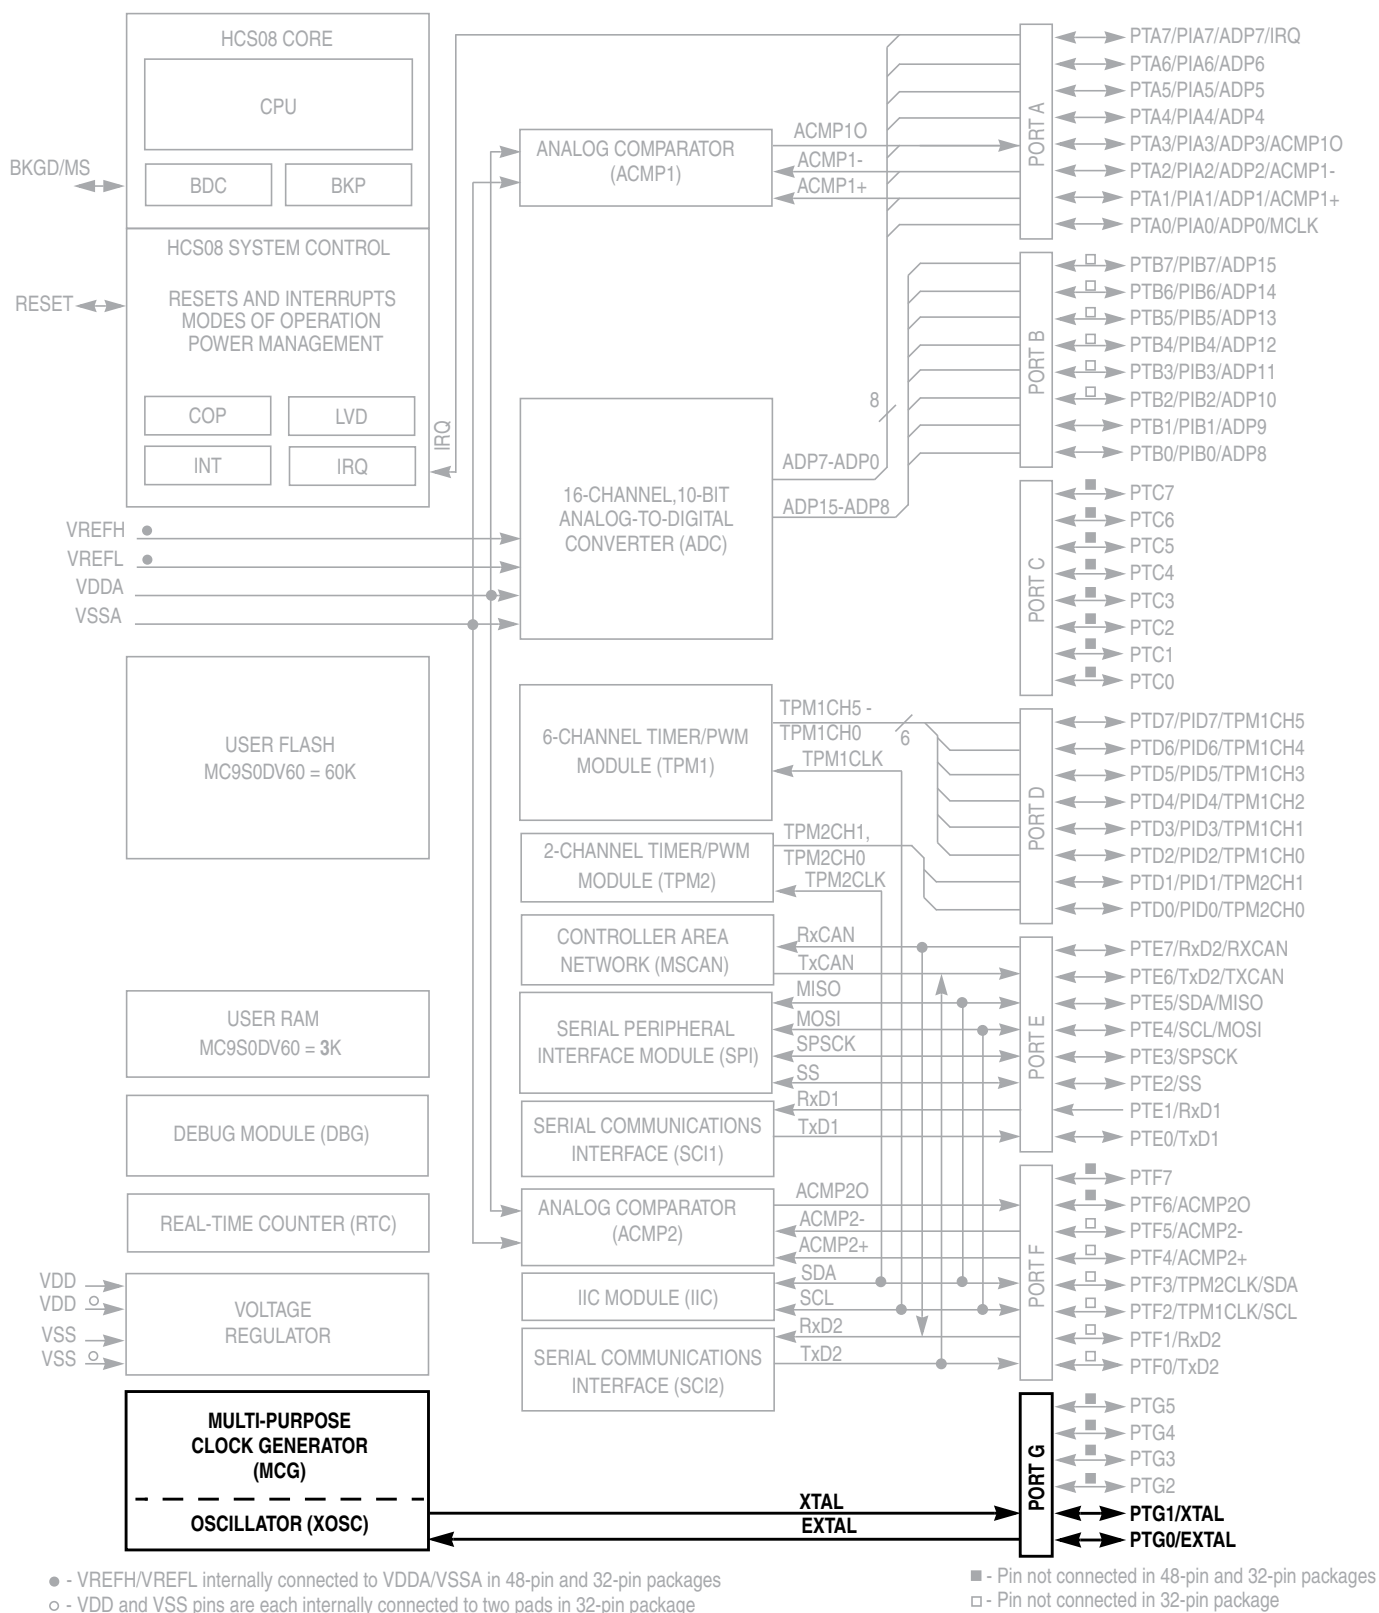 HCS08 CORE
CPU
BKGD/MS
BDC
BKP
HCS08 SYSTEM CONTROL
RESET
RESETS AND INTERRUPTS
MODES OF OPERATION
POWER MANAGEMENT
COP
LVD
INT
IRQ
IRQ
VREFH
VREFL
VDDA
VSSA
USER FLASH
MC9S0DV60 = 60K
USER RAM
MC9S0DV60 = 3K
DEBUG MODULE (DBG)
REAL-TIME COUNTER (RTC)
VDD
VDD
VSS
VSS
VOLTAGE
REGULATOR
MULTI-PURPOSE
CLOCK GENERATOR
(MCG)
OSCILLATOR (XOSC)
ANALOG COMPARATOR
(ACMP1)
ACMP1O
ACMP1-
ACMP1+
16-CHANNEL,10-BIT
ANALOG-TO-DIGITAL
CONVERTER (ADC)
8
ADP7-ADP0
ADP15-ADP8
6-CHANNEL TIMER/PWM
MODULE (TPM1)
TPM1CH5 -
TPM1CH0
6
TPM1CLK
2-CHANNEL TIMER/PWM
MODULE (TPM2)
TPM2CH1,
TPM2CH0
TPM2CLK
CONTROLLER AREA
NETWORK (MSCAN)
RxCAN
TxCAN
SERIAL PERIPHERAL
INTERFACE MODULE (SPI)
MISO
MOSI
SPSCK
SS
SERIAL COMMUNICATIONS
INTERFACE (SCI1)
RxD1
TxD1
ANALOG COMPARATOR
(ACMP2)
ACMP2O
ACMP2-
ACMP2+
IIC MODULE (IIC)
SDA
SCL
SERIAL COMMUNICATIONS
INTERFACE (SCI2)
RxD2
TxD2
XTAL
EXTAL
PORT A
PTA7/PIA7/ADP7/IRQ
PTA6/PIA6/ADP6
PTA5/PIA5/ADP5
PTA4/PIA4/ADP4
PTA3/PIA3/ADP3/ACMP1O
PTA2/PIA2/ADP2/ACMP1-
PTA1/PIA1/ADP1/ACMP1+
PTA0/PIA0/ADP0/MCLK
PORT B
PTB7/PIB7/ADP15
PTB6/PIB6/ADP14
PTB5/PIB5/ADP13
PTB4/PIB4/ADP12
PTB3/PIB3/ADP11
PTB2/PIB2/ADP10
PTB1/PIB1/ADP9
PTB0/PIB0/ADP8
PORT C
PTC7
PTC6
PTC5
PTC4
PTC3
PTC2
PTC1
PTC0
PORT D
PTD7/PID7/TPM1CH5
PTD6/PID6/TPM1CH4
PTD5/PID5/TPM1CH3
PTD4/PID4/TPM1CH2
PTD3/PID3/TPM1CH1
PTD2/PID2/TPM1CH0
PTD1/PID1/TPM2CH1
PTD0/PID0/TPM2CH0
PORT E
PTE7/RxD2/RXCAN
PTE6/TxD2/TXCAN
PTE5/SDA/MISO
PTE4/SCL/MOSI
PTE3/SPSCK
PTE2/SS
PTE1/RxD1
PTE0/TxD1
PORT F
PTF7
PTF6/ACMP2O
PTF5/ACMP2-
PTF4/ACMP2+
PTF3/TPM2CLK/SDA
PTF2/TPM1CLK/SCL
PTF1/RxD2
PTF0/TxD2
PORT G
PTG5
PTG4
PTG3
PTG2
PTG1/XTAL
PTG0/EXTAL
● - VREFH/VREFL internally connected to VDDA/VSSA in 48-pin and 32-pin packages
○ - VDD and VSS pins are each internally connected to two pads in 32-pin package
■ - Pin not connected in 48-pin and 32-pin packages
□ - Pin not connected in 32-pin package